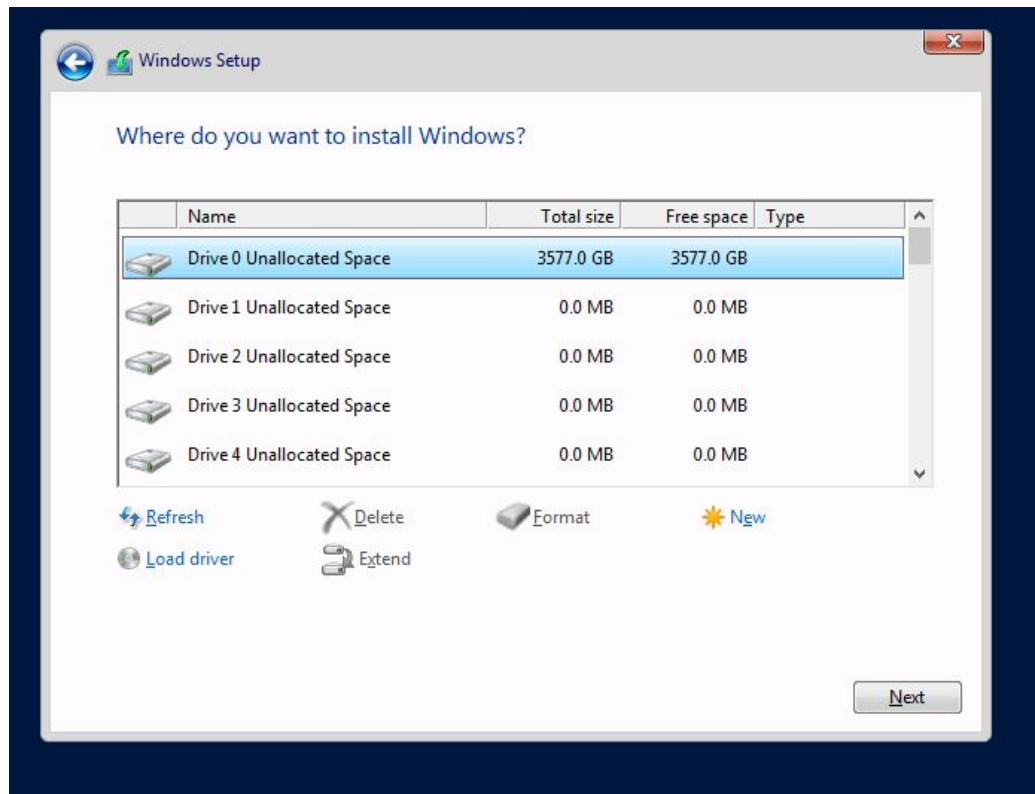 Windows Setup
Where do you want to install Windows?
Name Total size Free space Type
Drive 0 Unallocated Space 3577.0 GB 3577.0 GB
Drive 1 Unallocated Space 0.0 MB 0.0 MB
Drive 2 Unallocated Space 0.0 MB 0.0 MB
Drive 3 Unallocated Space 0.0 MB 0.0 MB
Drive 4 Unallocated Space 0.0 MB 0.0 MB
Refresh Delete Format New
Load driver Extend
Next